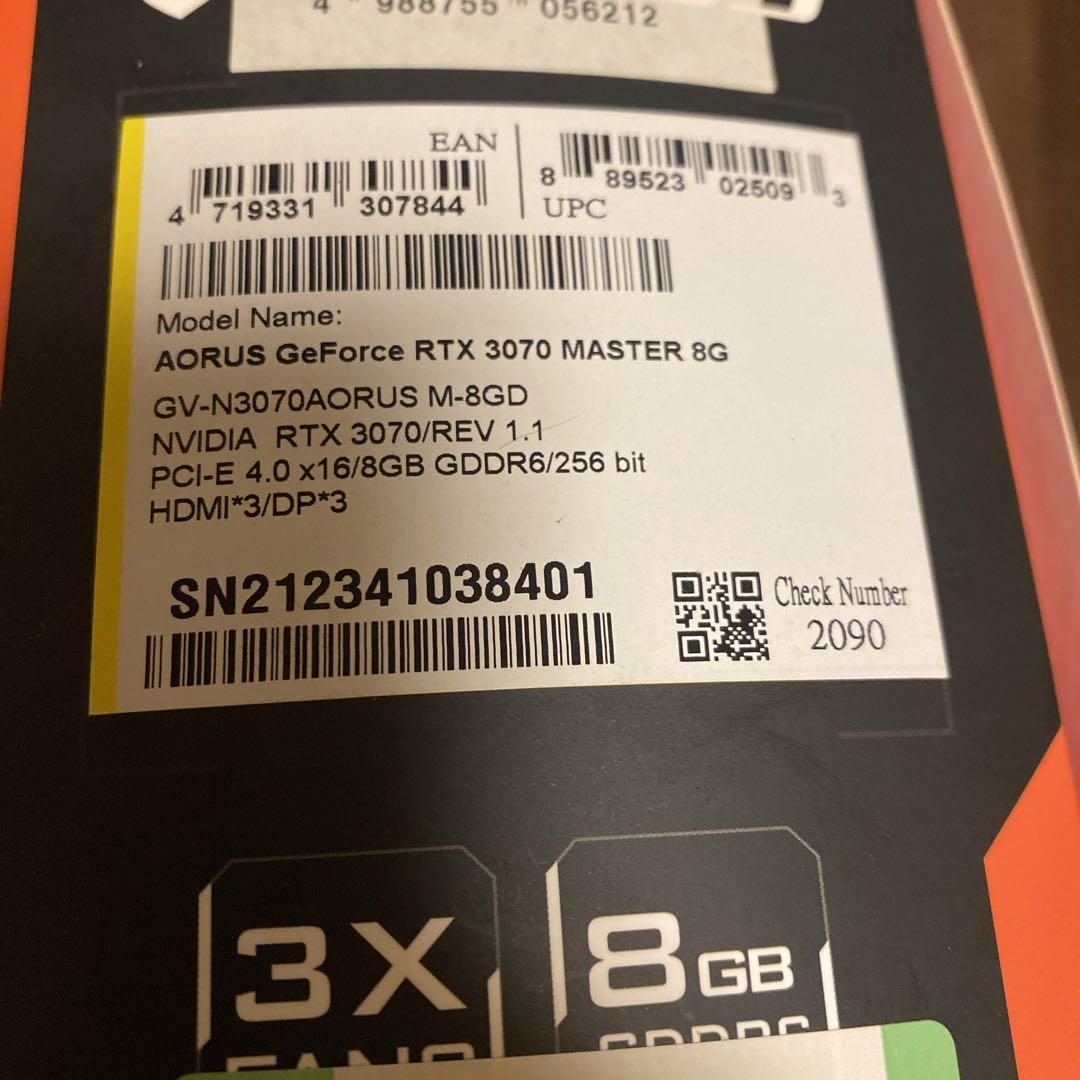 4 988755 056212
EAN
4 719331 307844
8 89523 02509 3
UPC
Model Name:
AORUS GeForce RTX 3070 MASTER 8G
GV-N3070AORUS M-8GD
NVIDIA RTX 3070/REV 1.1
PCI-E 4.0 x16/8GB GDDR6/256 bit
HDMI*3/DP*3
SN212341038401
Check Number
2090
3X
FANS
8GB
GDDR6